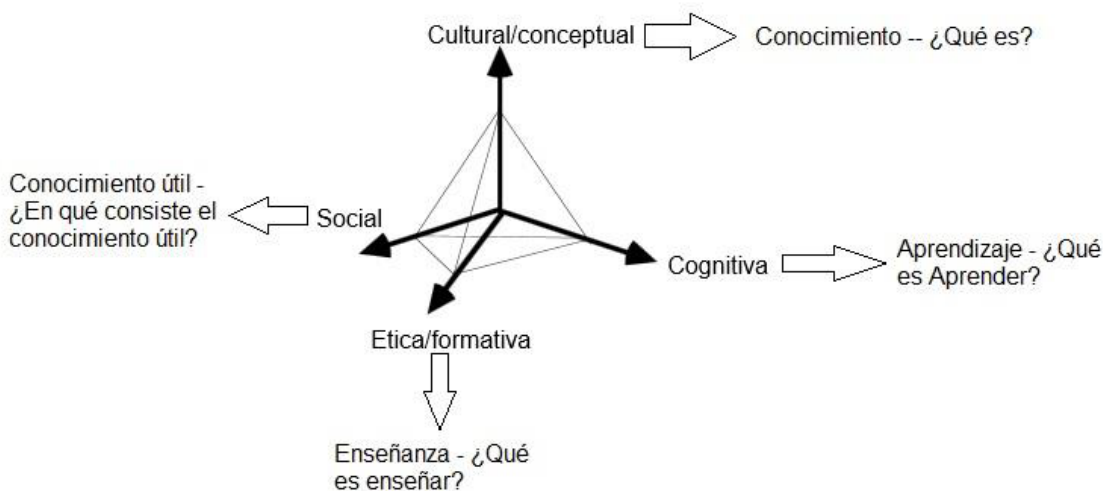 Cultural/conceptual
Conocimiento -- ¿Qué es?
Conocimiento útil -
¿En qué consiste el
conocimiento útil?
Social
Cognitiva
Aprendizaje - ¿Qué
es Aprender?
Etica/formativa
Enseñanza - ¿Qué
es enseñar?